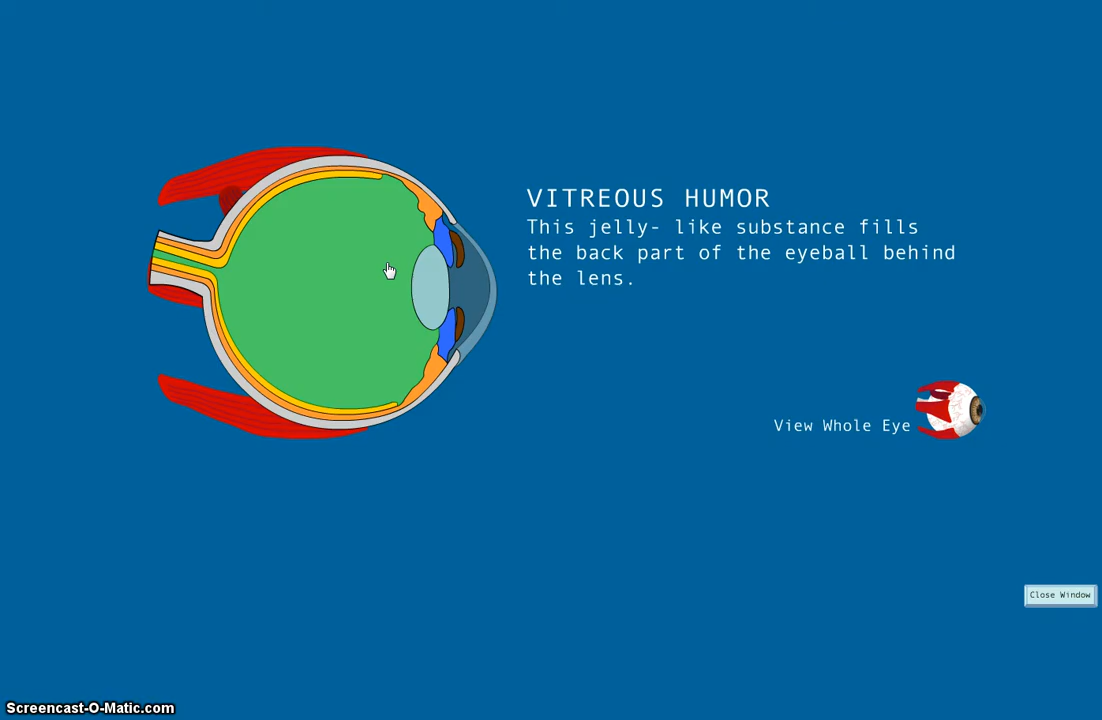 VITREOUS HUMOR
This jelly- like substance fills
the back part of the eyeball behind
the lens.
View Whole Eye
Close Window
Screencast-O-Matic.com